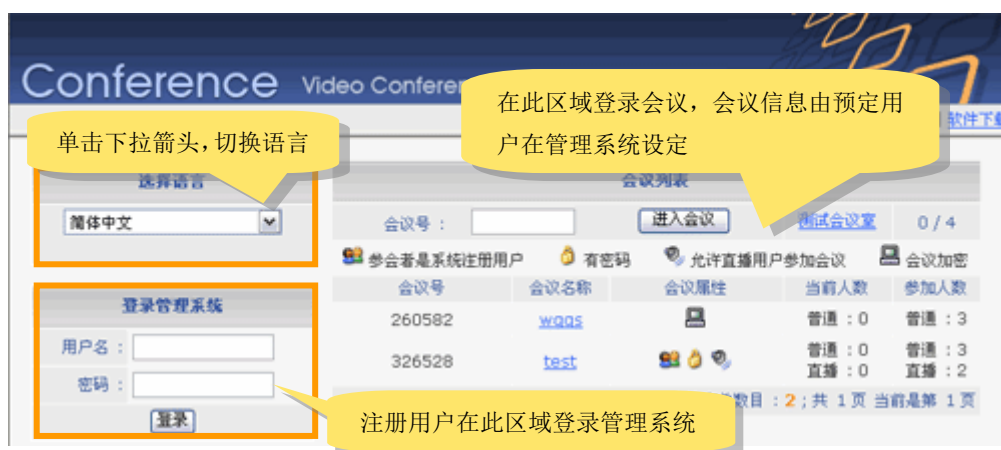 Conference Video Conferen
在此区域登录会议，会议信息由预定用
户在管理系统设定
软件下载
单击下拉箭头，切换语言
选择语言
简体中文
会议列表
会议号：
进入会议
测试会议室
0 / 4
参会者是系统注册用户 有密码 允许直播用户参加会议 会议加密
会议号 会议名称 会议属性 当前人数 参加人数
260582 wqqs 普通：0 普通：3
326528 test 普通：0 普通：3
直播：0 直播：2
数目：2；共 1 页 当前是第 1 页
登录管理系统
用户名：
密码：
登录
注册用户在此区域登录管理系统